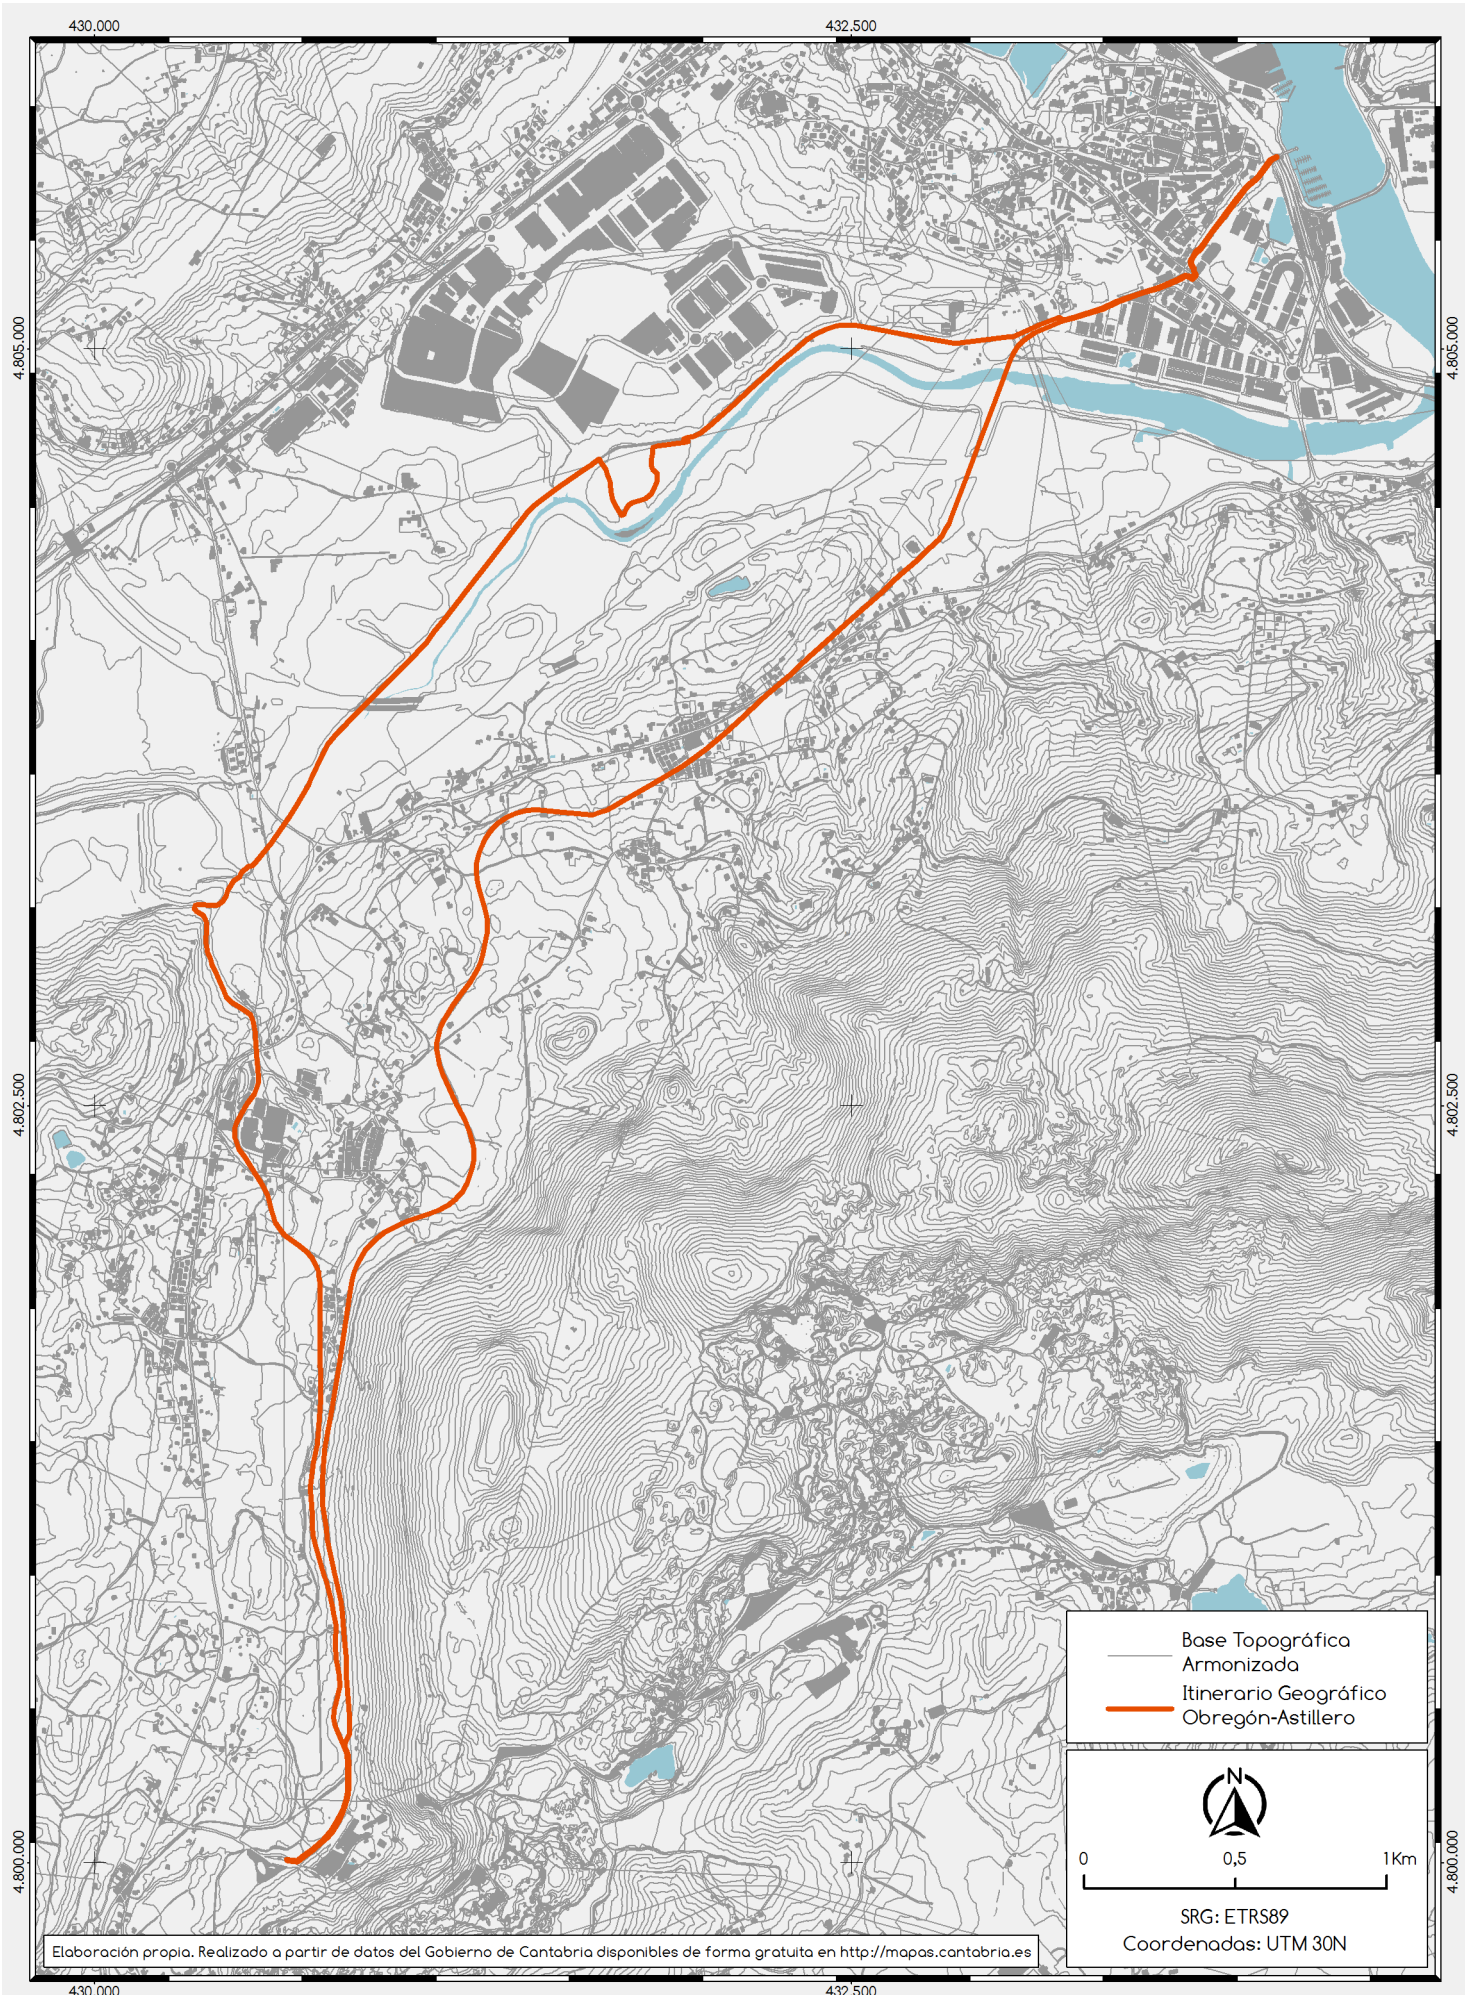 430.000
432.500
4.805.000
4.805.000
4.802.500
4.802.500
Base Topográfica
Armonizada
Itinerario Geográfico
Obregón-Astillero
N
0
0,5
1Km
4.800.000
4.800.000
SRG: ETRS89
Coordenadas: UTM 30N
Elaboración propia. Realizado a partir de datos del Gobierno de Cantabria disponibles de forma gratuita en http://mapas.cantabria.es
430.000
432.500